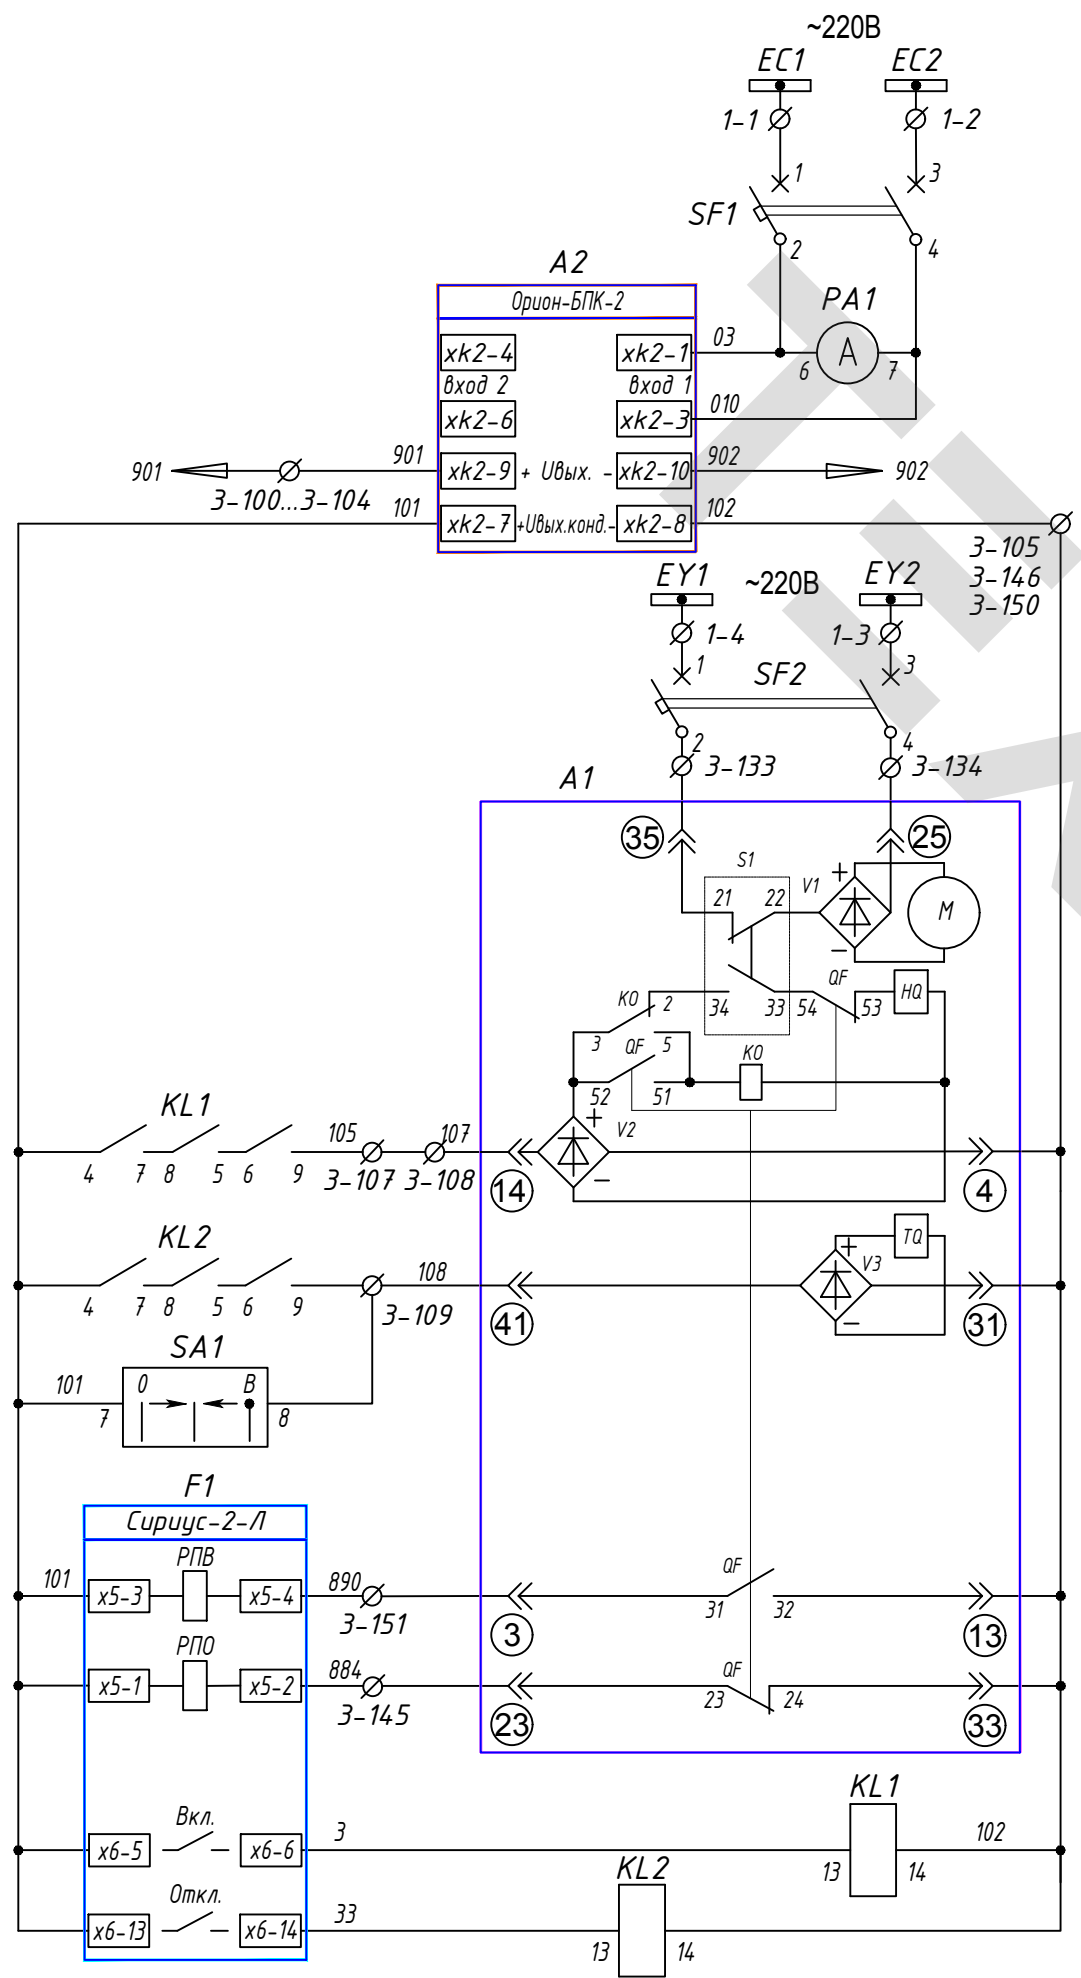 ~220В
EC1 EC2
1-1 1-2
1 3
SF1
2 4
A2
Орион-БПК-2
PA1
xk2-4 xk2-1 03 6 A 7
вход 2 вход 1
xk2-6 xk2-3 010
901 901 xk2-9 + Uвых. - xk2-10 902 902
3-100...3-104
101 xk2-7 +Uвых.конд.- xk2-8 102
3-105
3-146
3-150
EY1 ~220В EY2
1-4 1-3
1 3
SF2
2 4
3-133 3-134
A1
35 25
S1
21 22 V1 + M
-
KO 2 34 33 54 QF 53 HQ
3 QF 5 KO
52 51
KL1 + V2
105 107
4 7 8 5 6 9 3-107 3-108 14 - 4
KL2 TQ
+ V3
108
4 7 8 5 6 9 3-109 41 - 31
SA1
101 0 В
7 8
F1
Сириус-2-Л
РПВ QF
101 x5-3 x5-4 890 31 32
3-151 3 13
РПО QF
x5-1 x5-2 884 23 24
3-145 23 33
KL1
Вкл.
x6-5 x6-6 3 13 14 102
KL2
Откл.
x6-13 x6-14 33 13 14